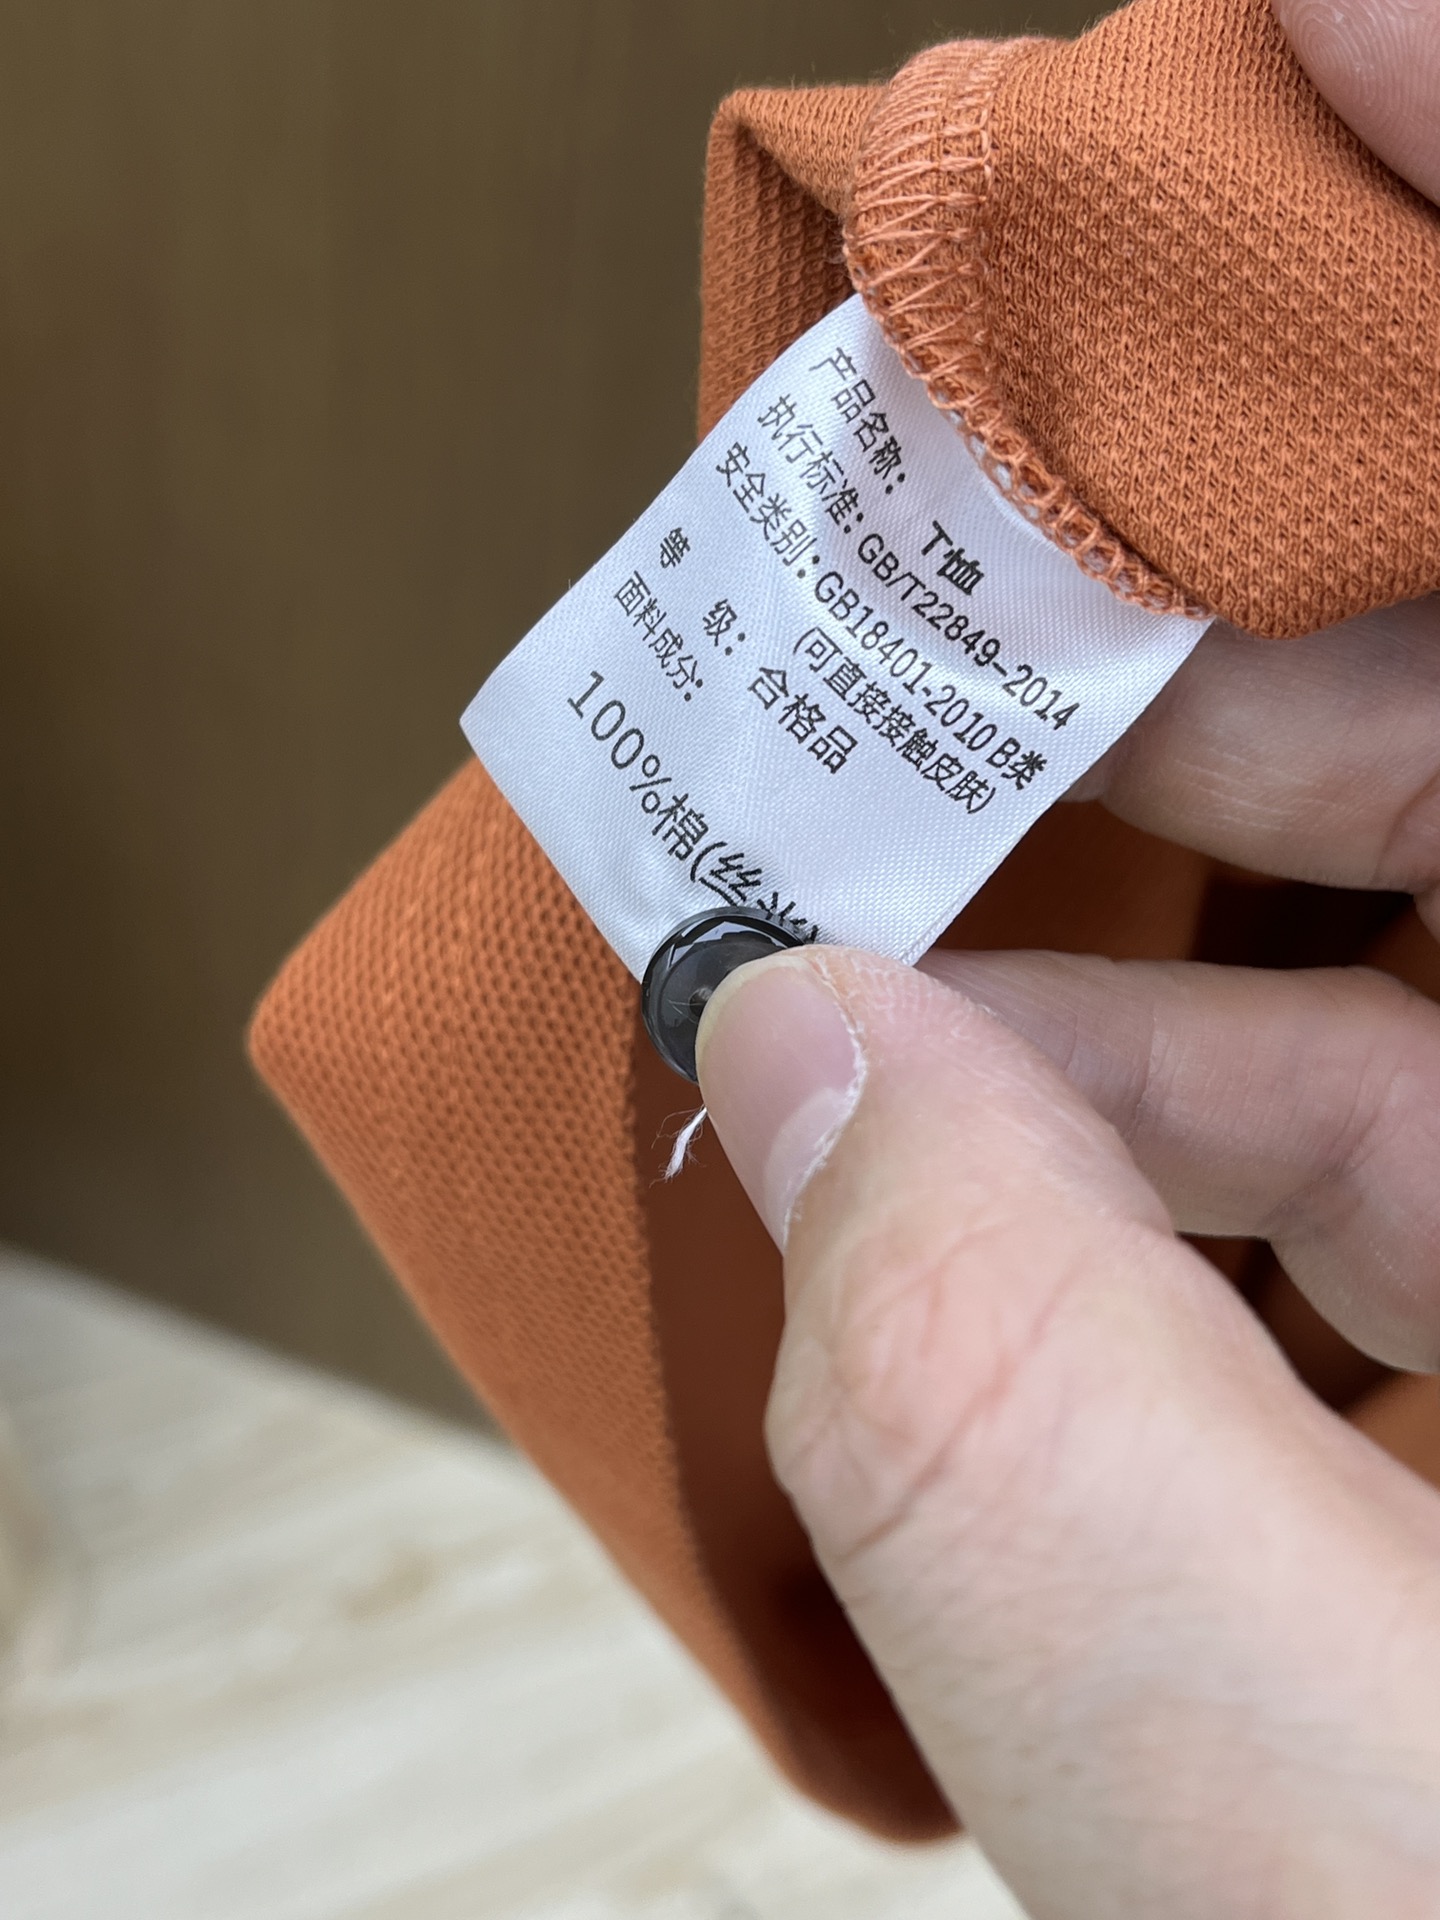 产品名称： T恤
执行标准：GB/T22849-2014
安全类别：GB18401-2010 B类
(可直接接触皮肤)
等 级： 合格品
面料成分：
100%棉(丝光